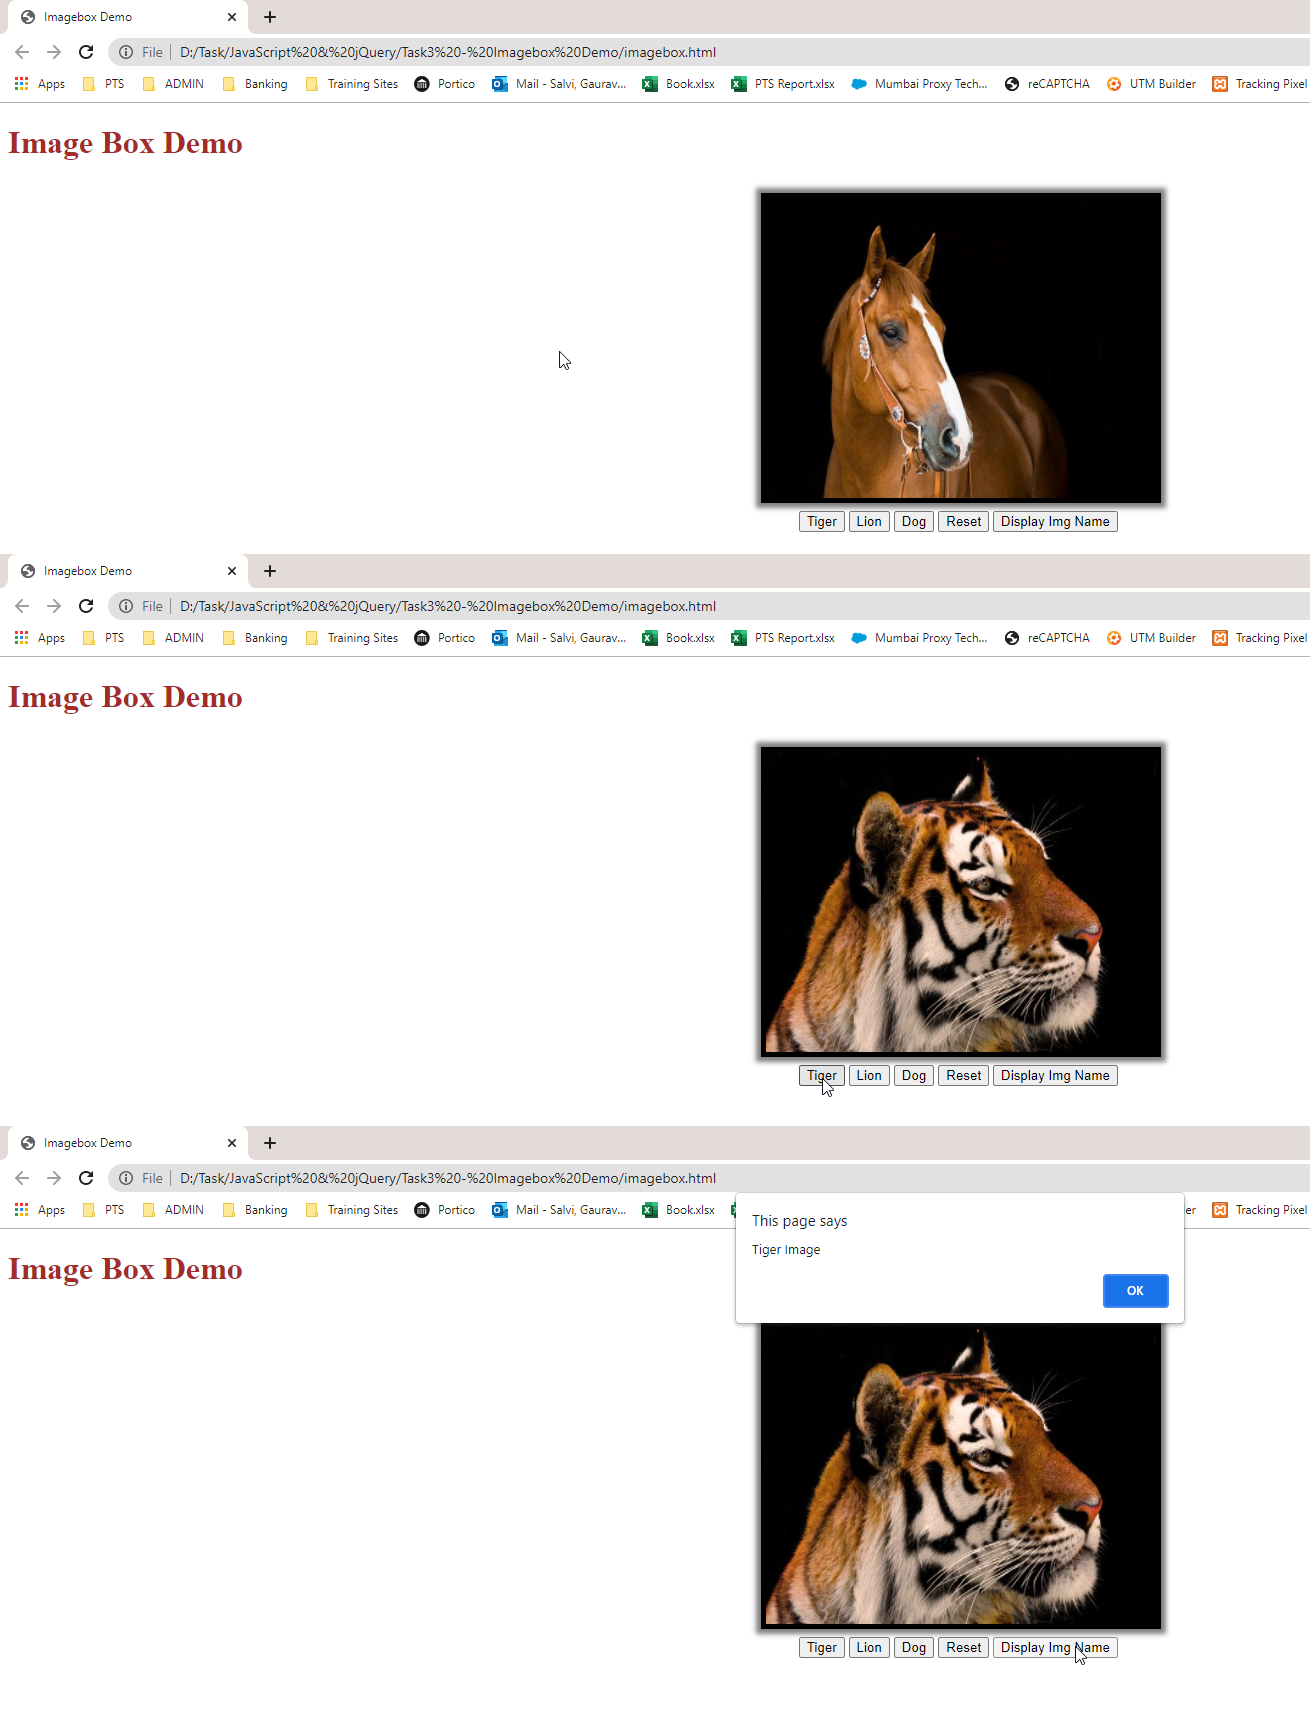 Imagebox Demo
File | D:/Task/JavaScript%20&%20jQuery/Task3%20-%20Imagebox%20Demo/imagebox.html
Apps PTS ADMIN Banking Training Sites Portico Mail - Salvi, Gaurav... Book.xlsx PTS Report.xlsx Mumbai Proxy Tech... reCAPTCHA UTM Builder Tracking Pixel
Image Box Demo
Tiger Lion Dog Reset Display Img Name
Imagebox Demo
File | D:/Task/JavaScript%20&%20jQuery/Task3%20-%20Imagebox%20Demo/imagebox.html
Apps PTS ADMIN Banking Training Sites Portico Mail - Salvi, Gaurav... Book.xlsx PTS Report.xlsx Mumbai Proxy Tech... reCAPTCHA UTM Builder Tracking Pixel
Image Box Demo
Tiger Lion Dog Reset Display Img Name
Imagebox Demo
File | D:/Task/JavaScript%20&%20jQuery/Task3%20-%20Imagebox%20Demo/imagebox.html
Apps PTS ADMIN Banking Training Sites Portico Mail - Salvi, Gaurav... Book.xlsx er Tracking Pixel
This page says
Tiger Image
OK
Image Box Demo
Tiger Lion Dog Reset Display Img Name